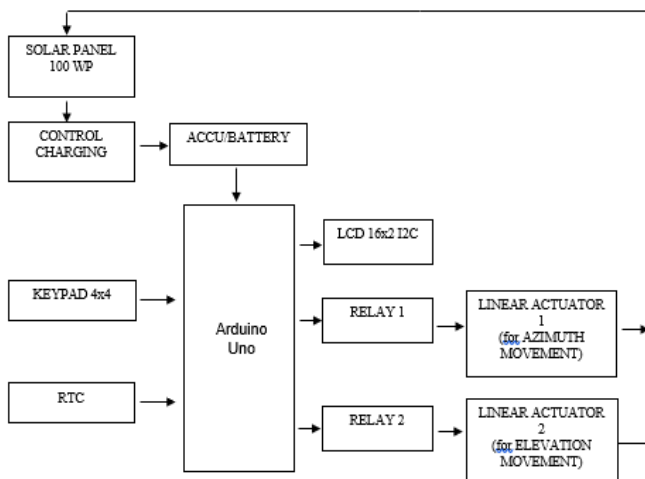 SOLAR PANEL
100 WP
CONTROL
CHARGING
ACCU/BATTERY
LCD 16x2 I2C
KEYPAD 4x4
Arduino
Uno
RELAY 1
LINEAR ACTUATOR
1
(for AZIMUTH
MOVEMENT)
RTC
RELAY 2
LINEAR ACTUATOR
2
(for ELEVATION
MOVEMENT)